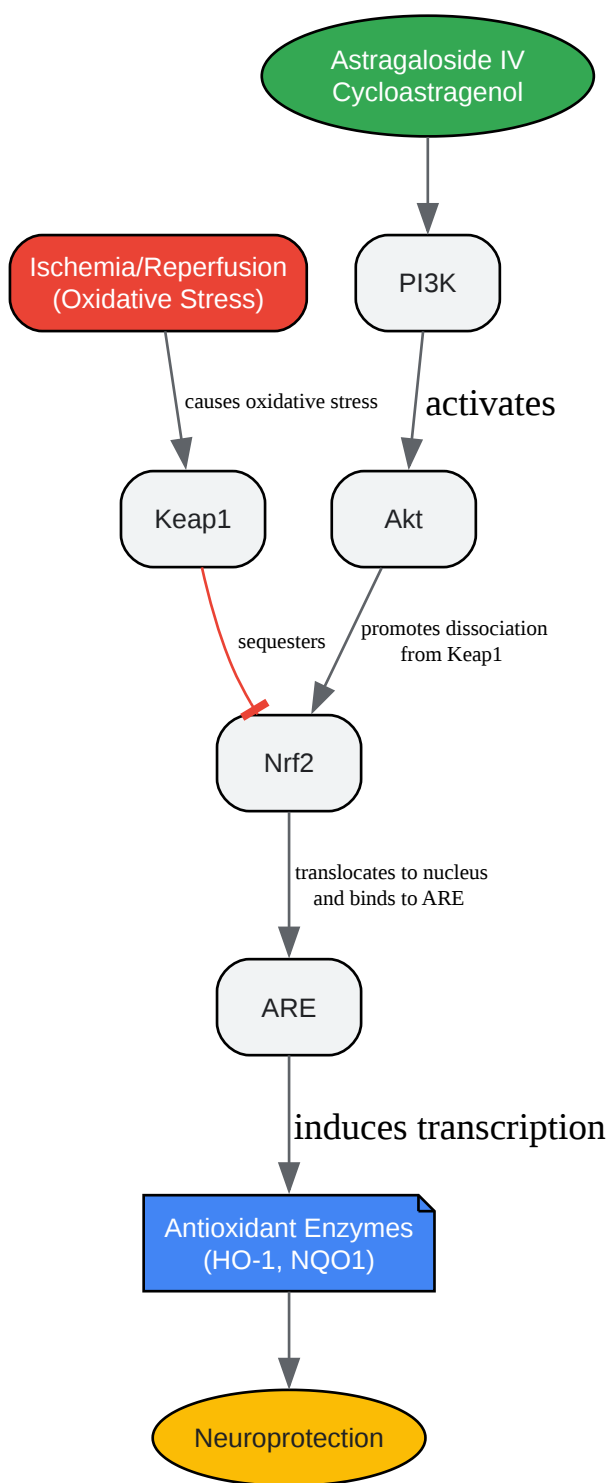 Astragaloside IV
Cycloastragenol
Ischemia/Reperfusion
(Oxidative Stress)
PI3K
causes oxidative stress
activates
Keap1
Akt
sequesters
promotes dissociation
from Keap1
Nrf2
translocates to nucleus
and binds to ARE
ARE
induces transcription
Antioxidant Enzymes
(HO-1, NQO1)
Neuroprotection